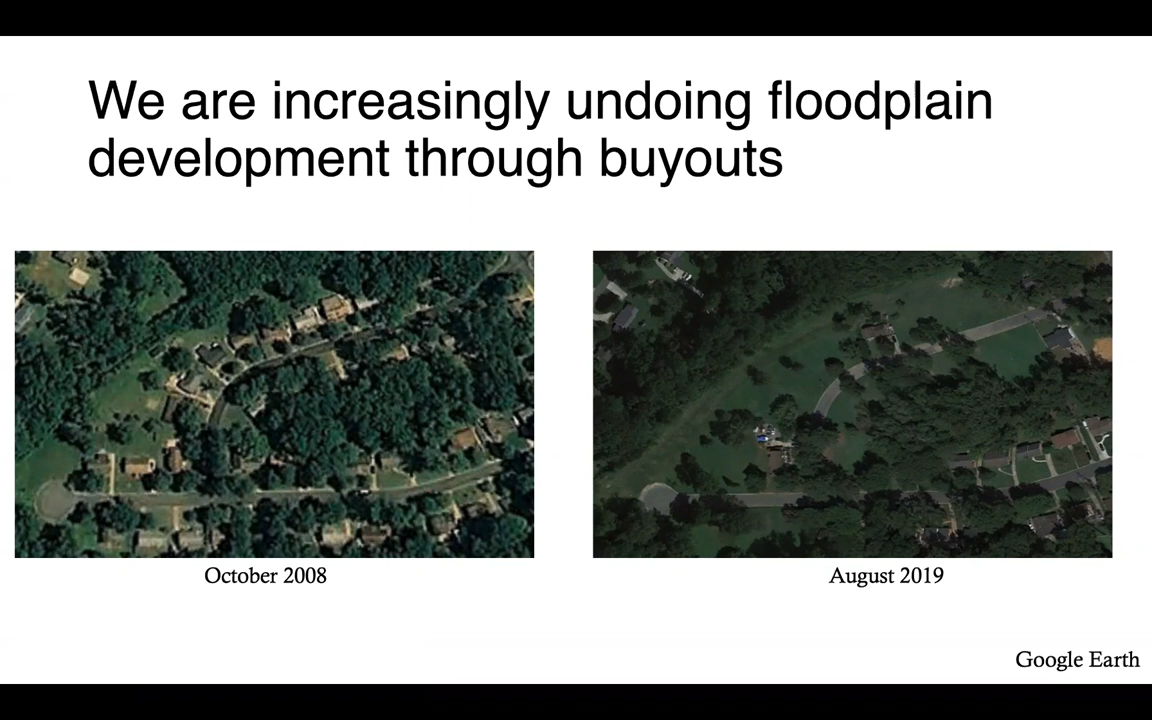 We are increasingly undoing floodplain
development through buyouts
October 2008
August 2019
Google Earth